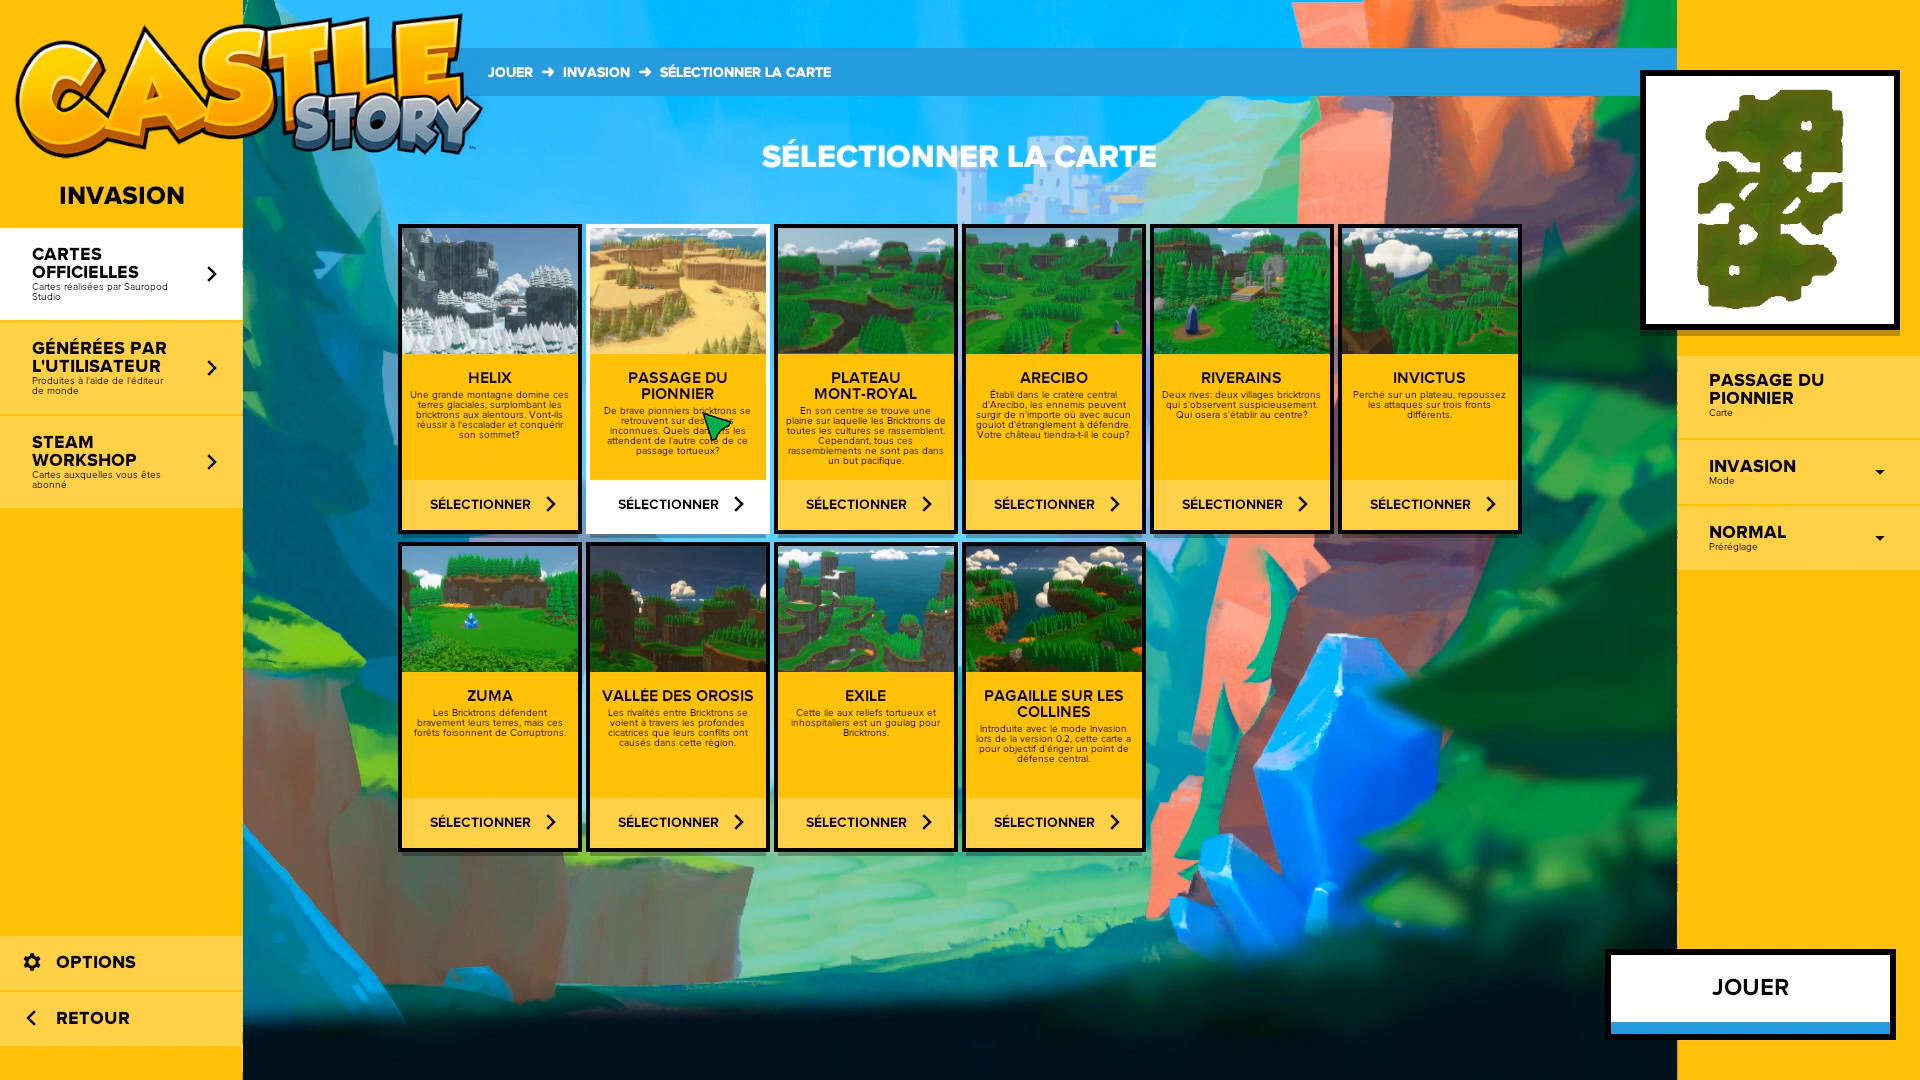 CASTLE
STORY
JOUER → INVASION → SÉLECTIONNER LA CARTE
SÉLECTIONNER LA CARTE
INVASION
CARTES
OFFICIELLES
Cartes réalisées par Sauropod
Studio
GÉNÉRÉES PAR
L'UTILISATEUR
Produites à l'aide de l'éditeur
de monde
STEAM
WORKSHOP
Cartes auxquelles vous êtes
abonné
OPTIONS
RETOUR
HELIX
Une grande montagne domine ces
terres glaciales, surplombant les
bricktrons aux alentours. Vont-ils
réussir à l'escalader et conquérir
son sommet?
SÉLECTIONNER
PASSAGE DU
PIONNIER
De brave pionniers bricktrons se
retrouvent sur des
inconnues. Quels les
attendent de l'autre coté de ce
passage tortueux?
SÉLECTIONNER
PLATEAU
MONT-ROYAL
En son centre se trouve une
plaine sur laquelle les Bricktrons de
toutes les cultures se rassemblent.
Cependant, tous ces
rassemblements ne sont pas dans
un but pacifique.
SÉLECTIONNER
ARECIBO
Établi dans le cratère central
d'Arecibo, les ennemis peuvent
surgir de n'importe où avec aucun
goulot d'étranglement à défendre.
Votre château tiendra-t-il le coup?
SÉLECTIONNER
RIVERAINS
Deux rives: deux villages bricktrons
qui s'observent suspicieusement.
Qui osera s'établir au centre?
SÉLECTIONNER
INVICTUS
Perché sur un plateau, repoussez
les attaques sur trois fronts
différents.
SÉLECTIONNER
ZUMA
Les Bricktrons défendent
bravement leurs terres, mais ces
forêts foisonnent de Corruptrons.
SÉLECTIONNER
VALLÉE DES OROSIS
Les rivalités entre Bricktrons se
voient à travers les profondes
cicatrices que leurs conflits ont
causés dans cette région.
SÉLECTIONNER
EXILE
Cette ile aux reliefs tortueux et
inhospitaliers est un goulag pour
Bricktrons.
SÉLECTIONNER
PAGAILLE SUR LES
COLLINES
Introduite avec le mode Invasion
lors de la version 0.2, cette carte a
pour objectif d'ériger un point de
défense central.
SÉLECTIONNER
PASSAGE DU
PIONNIER
Carte
INVASION
Mode
NORMAL
Préréglage
JOUER